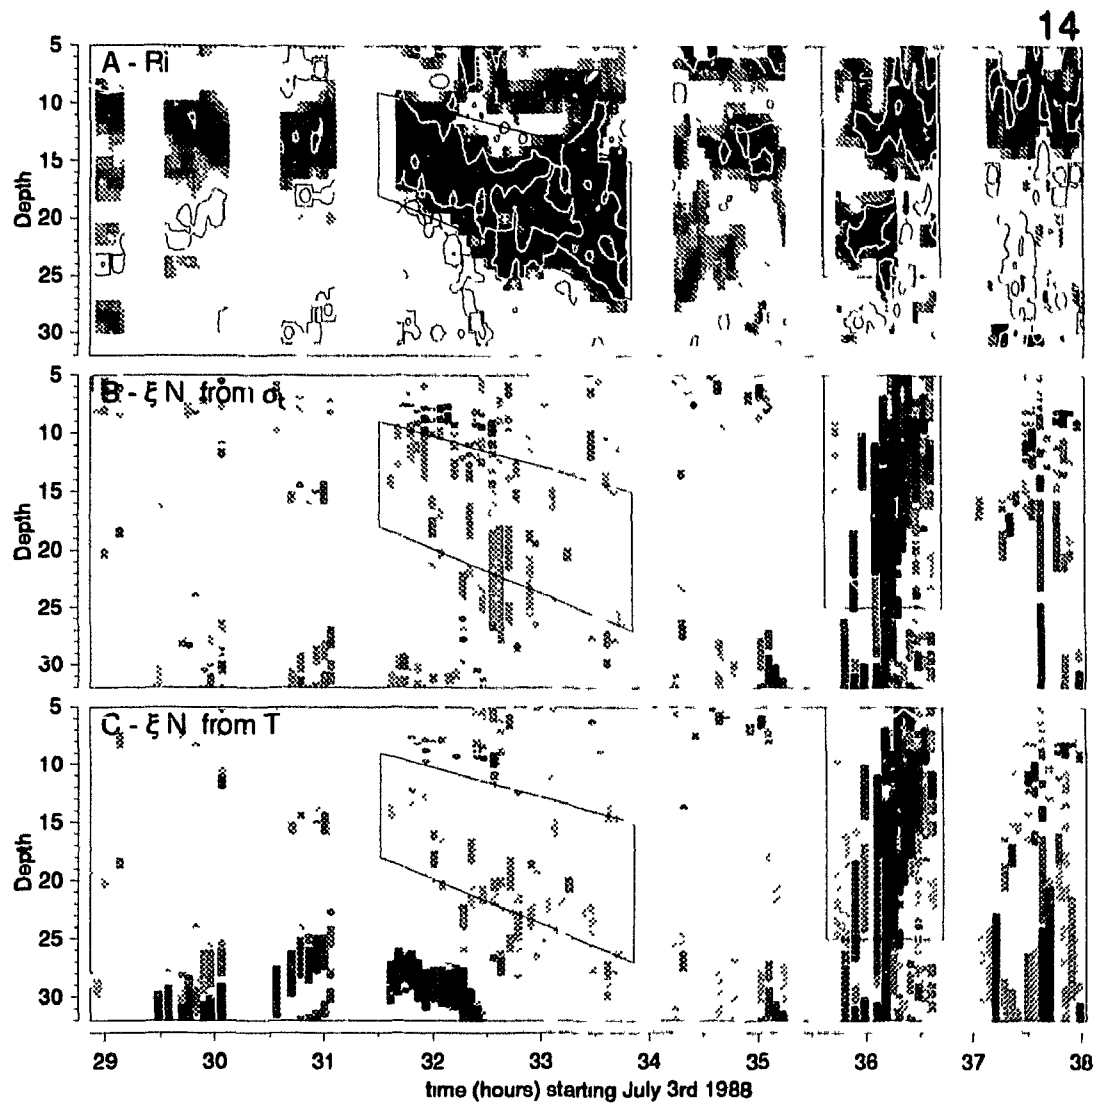 14
A - Ri
5
10
15
20
25
30
Depth
B - ξ N from σt
5
10
15
20
25
30
Depth
C - ξ N from T
5
10
15
20
25
30
Depth
29 30 31 32 33 34 35 36 37 38
time (hours) starting July 3rd 1988